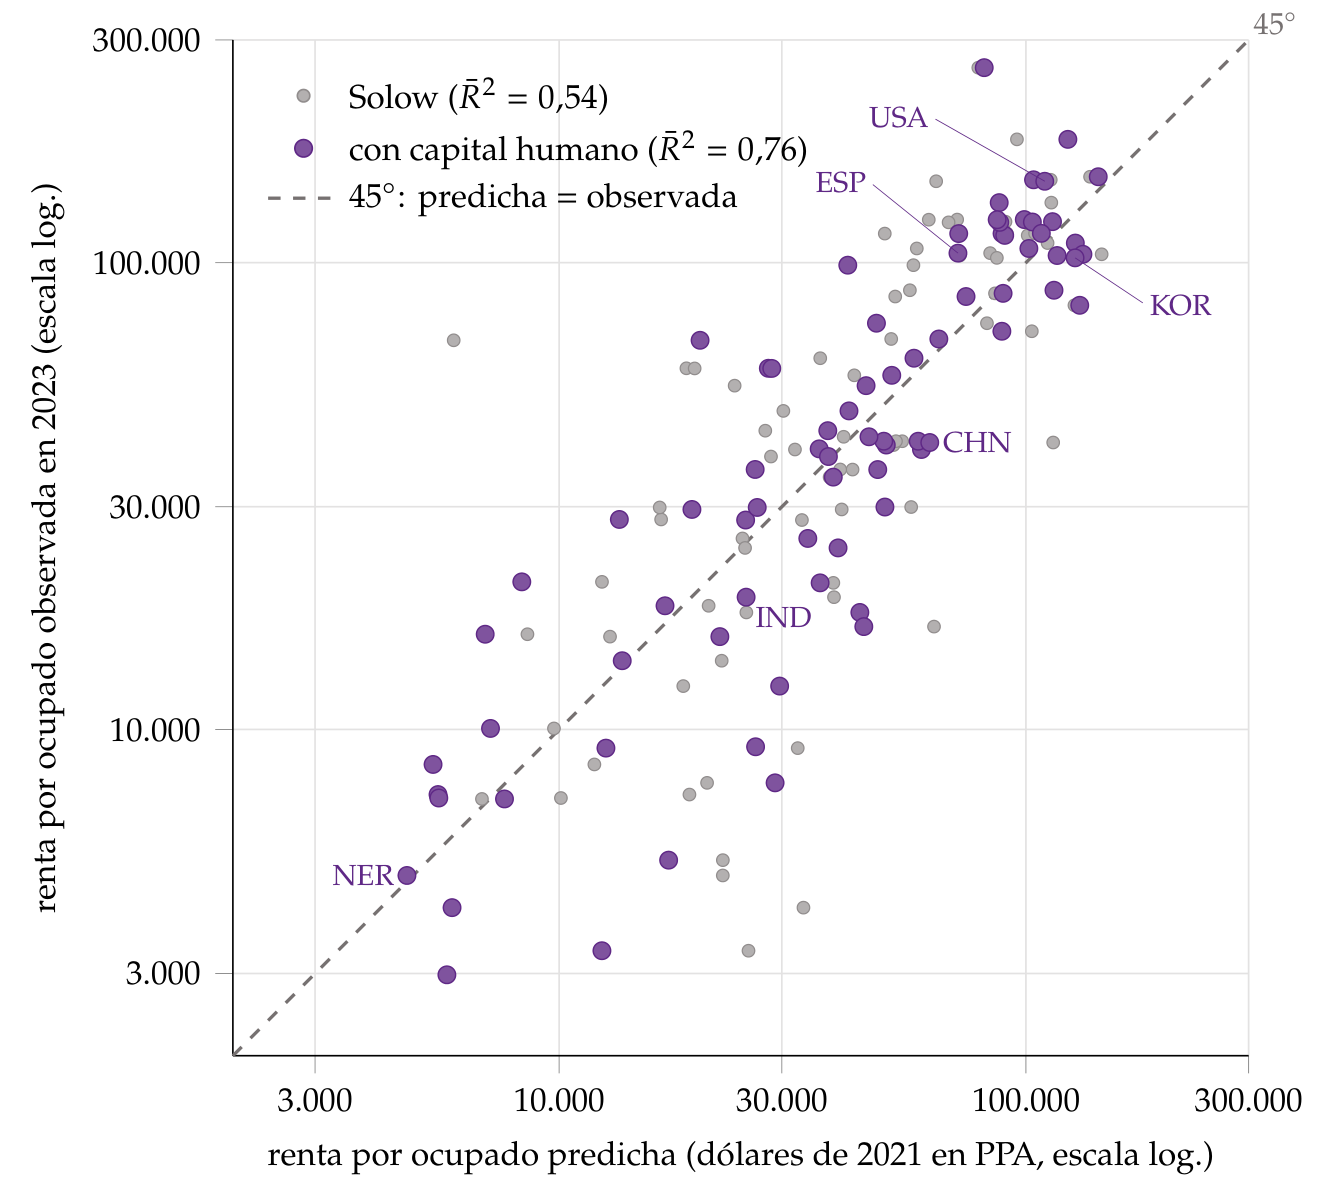 45°
300.000
Solow (R̄² = 0,54)
con capital humano (R̄² = 0,76)
45°: predicha = observada
USA
ESP
100.000
KOR
CHN
30.000
IND
10.000
NER
3.000
renta por ocupado observada en 2023 (escala log.)
3.000
10.000
30.000
100.000
300.000
renta por ocupado predicha (dólares de 2021 en PPA, escala log.)